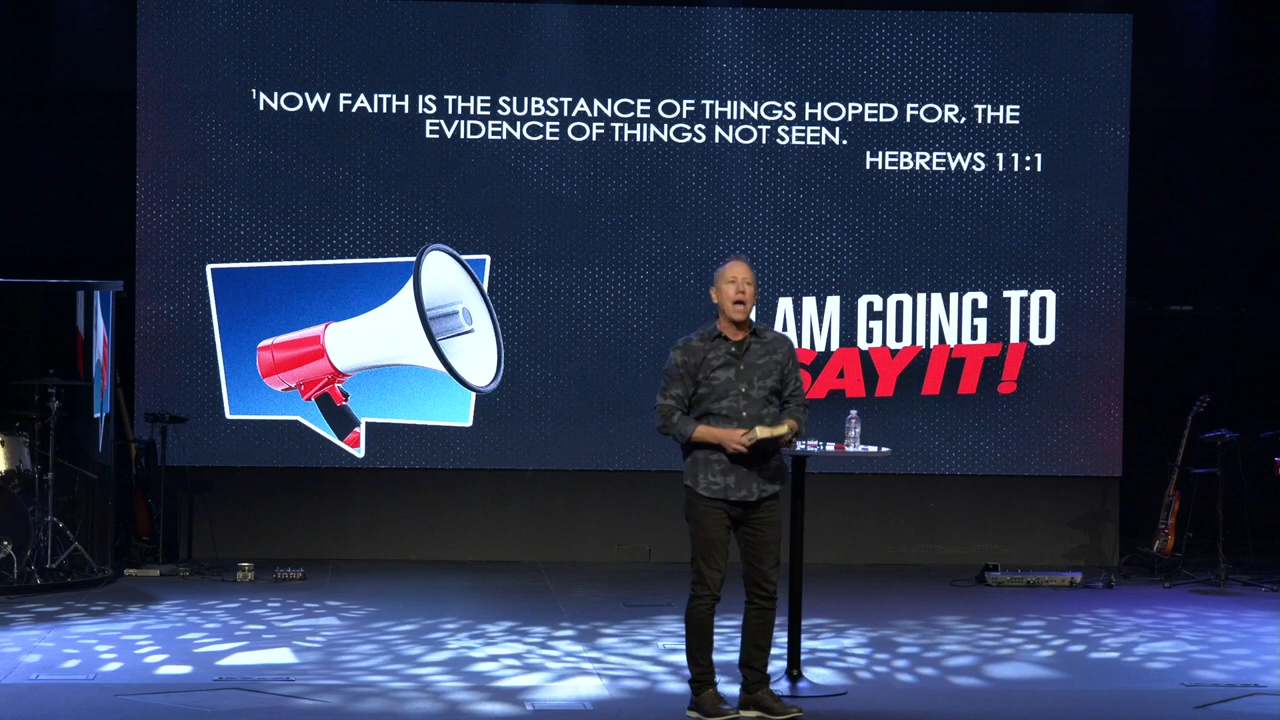 ¹NOW FAITH IS THE SUBSTANCE OF THINGS HOPED FOR, THE
EVIDENCE OF THINGS NOT SEEN.
HEBREWS 11:1
I AM GOING TO
SAY IT!